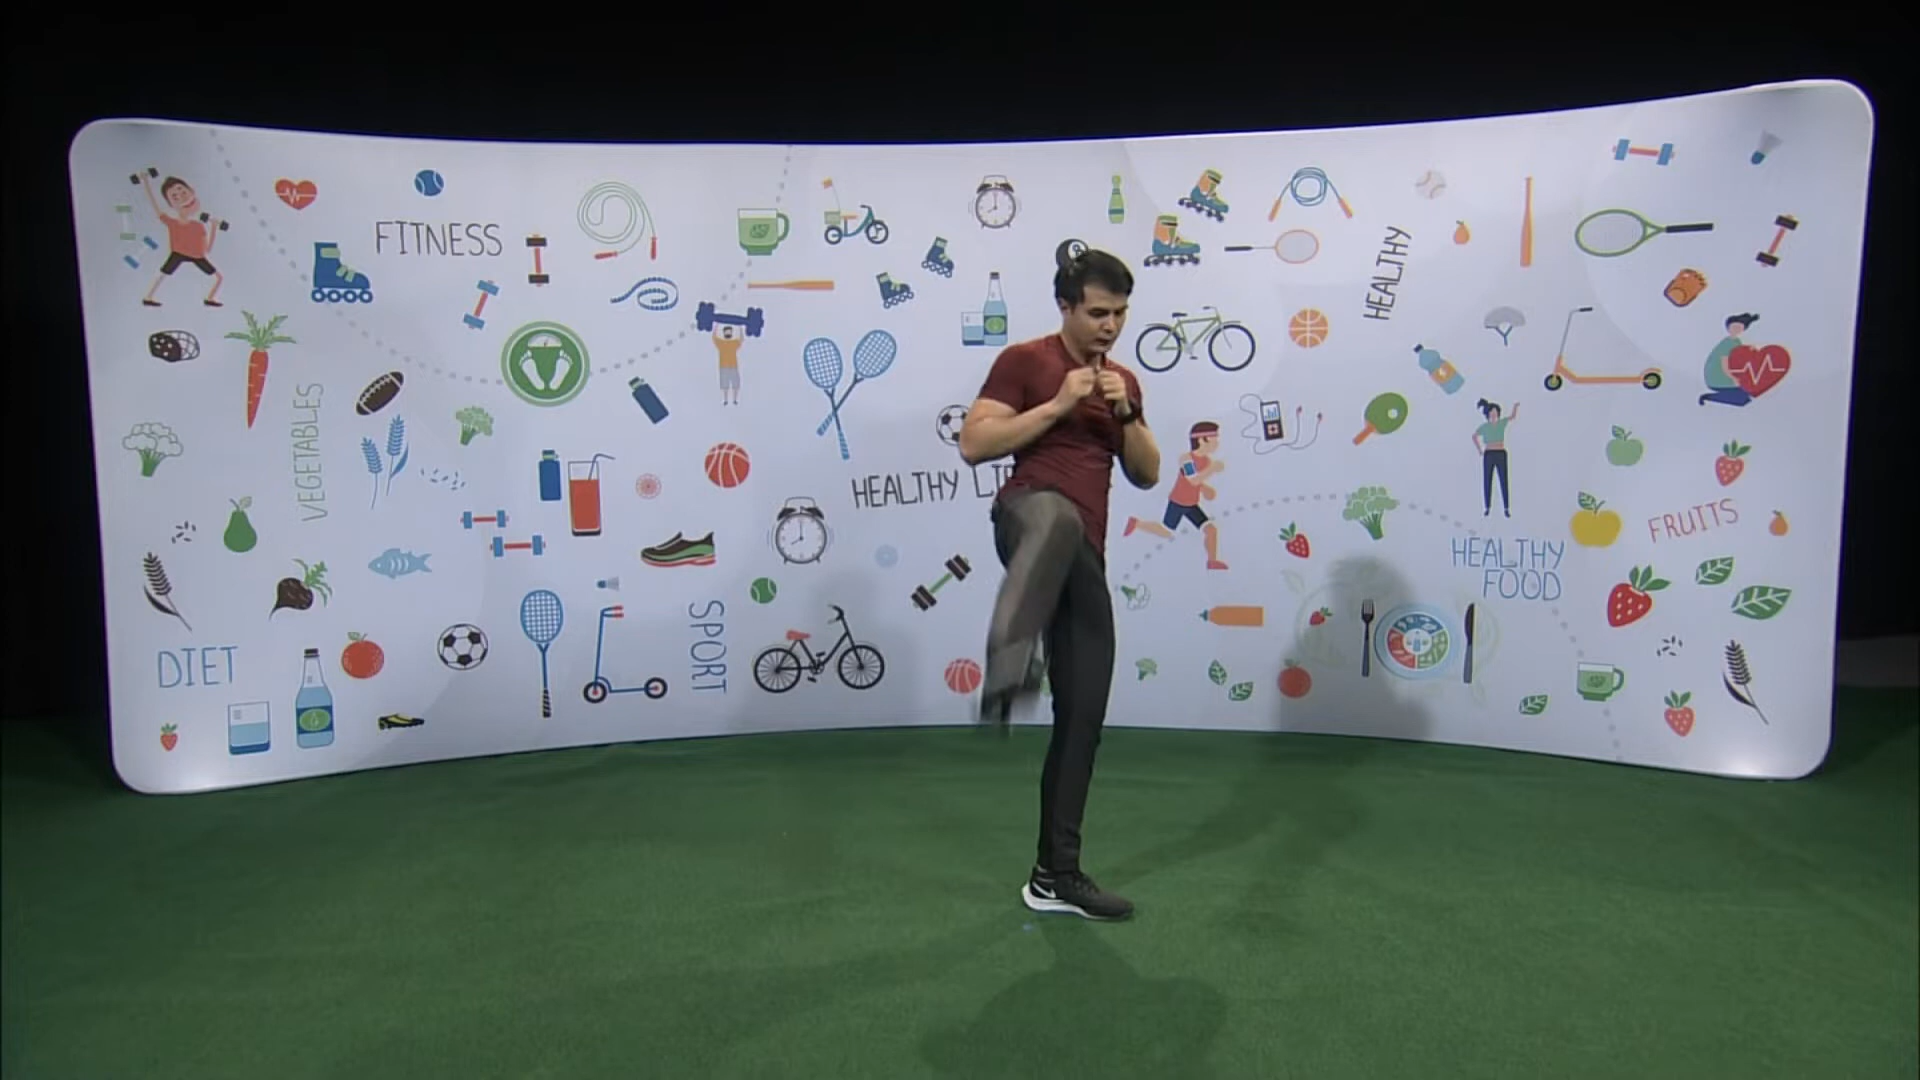 FITNESS
HEALTHY
VEGETABLES
HEALTHY
FRUITS
HEALTHY
FOOD
SPORT
DIET